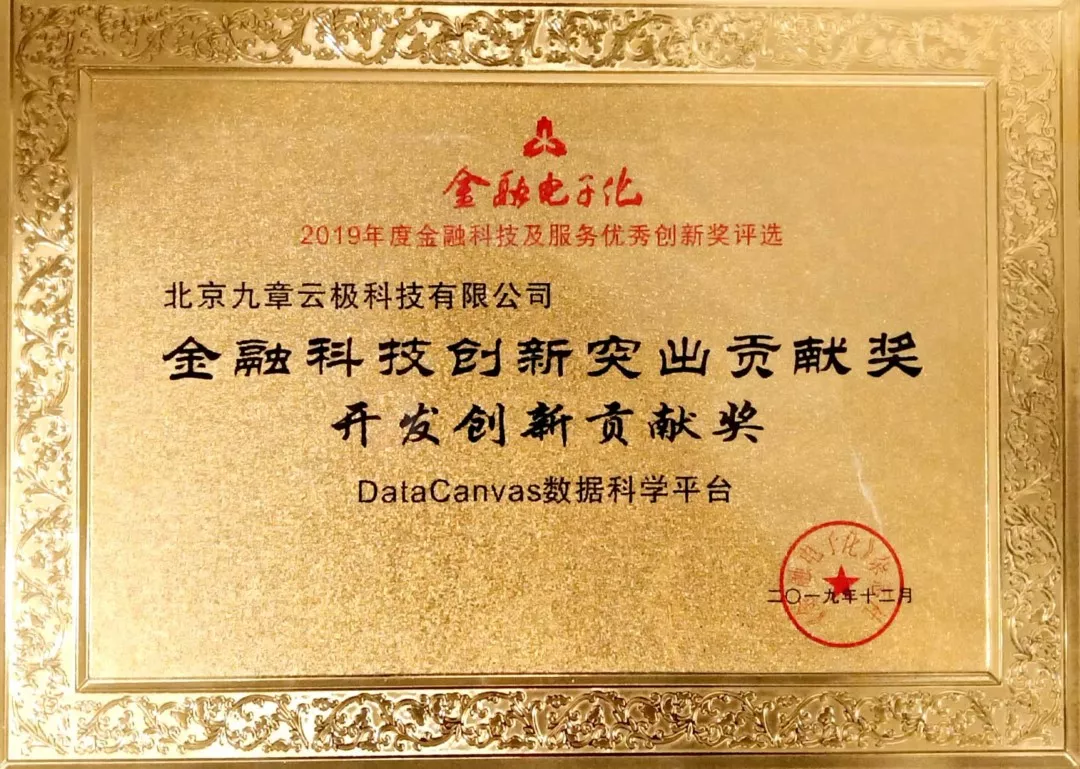 金融电子化
2019年度金融科技及服务优秀创新奖评选
北京九章云极科技有限公司
金融科技创新突出贡献奖
开发创新贡献奖
DataCanvas数据科学平台
二〇一九年十二月